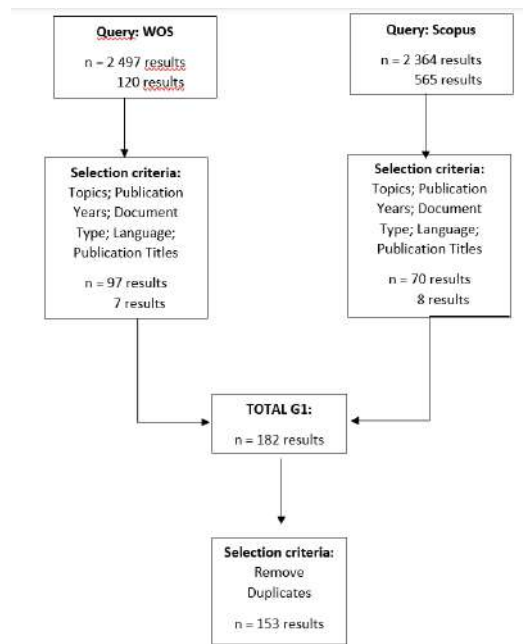 Query: WOS
n = 2 497 results
120 results
Query: Scopus
n = 2 364 results
565 results
Selection criteria:
Topics; Publication
Years; Document
Type; Language;
Publication Titles
n = 97 results
7 results
Selection criteria:
Topics; Publication
Years; Document
Type; Language;
Publication Titles
n = 70 results
8 results
TOTAL G1:
n = 182 results
Selection criteria:
Remove
Duplicates
n = 153 results